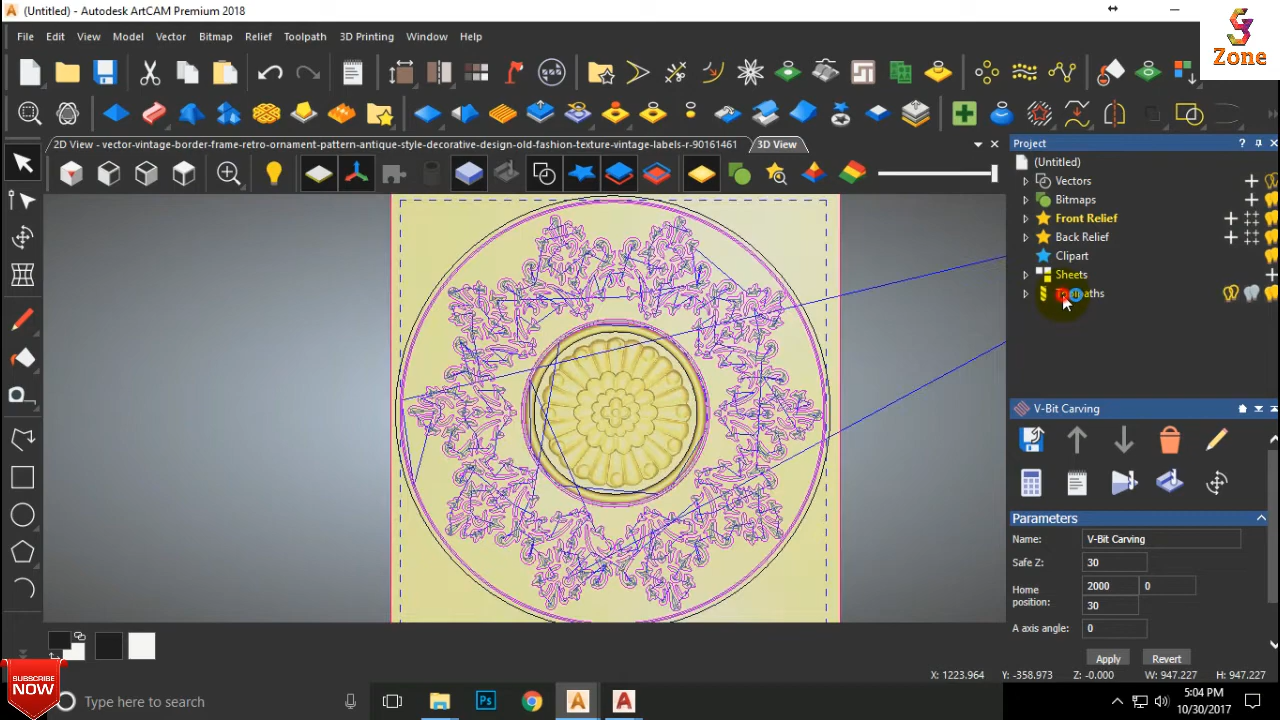 (Untitled) - Autodesk ArtCAM Premium 2018
Zone
File Edit View Model Vector Bitmap Relief Toolpath 3D Printing Window Help
2D View - vector-vintage-border-frame-retro-ornament-pattern-antique-style-decorative-design-old-fashion-texture-vintage-labels-r-90161461
3D View
Project
(Untitled)
Vectors
Bitmaps
Front Relief
Back Relief
Clipart
Sheets
V-Bit Carving
Parameters
Name: V-Bit Carving
Safe Z: 30
Home position: 2000 0
30
A axis angle: 0
Apply Revert
X: 1223.964 Y: -358.973 Z: -0.000 W: 947.227 H: 947.227
SUBSCRIBE
NOW
Type here to search
5:04 PM
10/30/2017